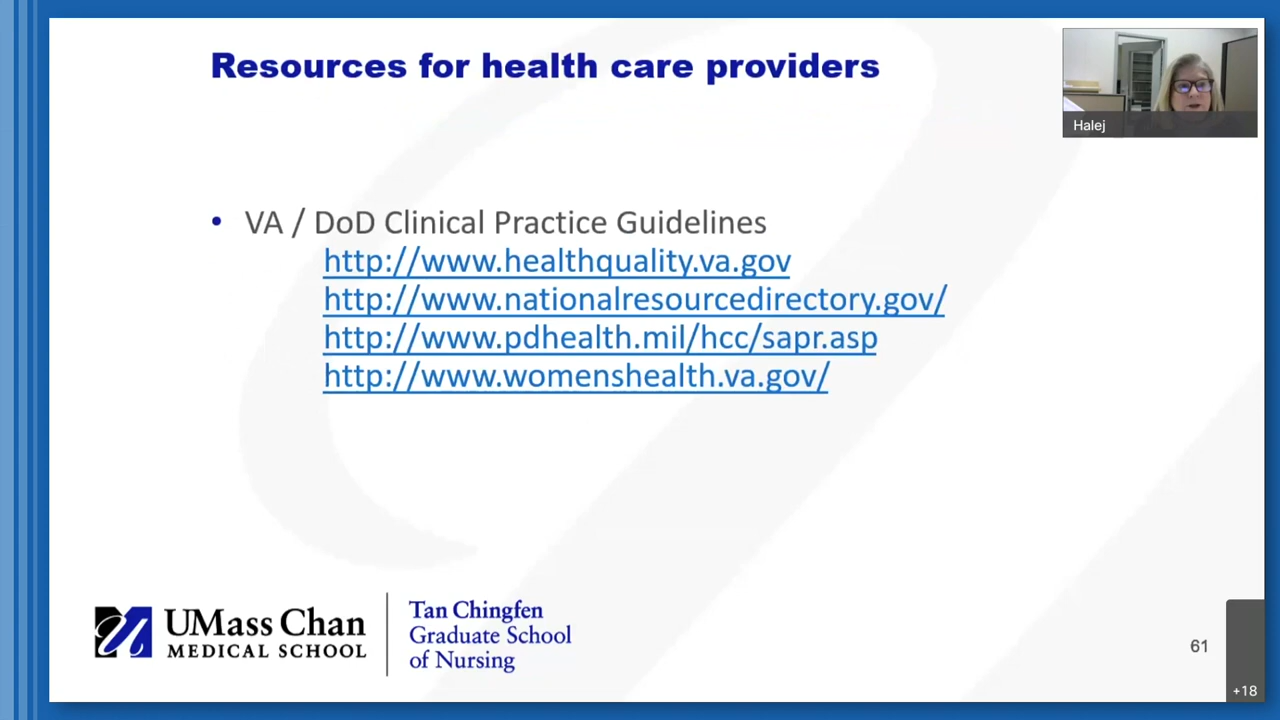 Resources for health care providers
Halej
• VA / DoD Clinical Practice Guidelines
http://www.healthquality.va.gov
http://www.nationalresourcedirectory.gov/
http://www.pdhealth.mil/hcc/sapr.asp
http://www.womenshealth.va.gov/
UMass Chan
MEDICAL SCHOOL
Tan Chingfen
Graduate School
of Nursing
61
+18